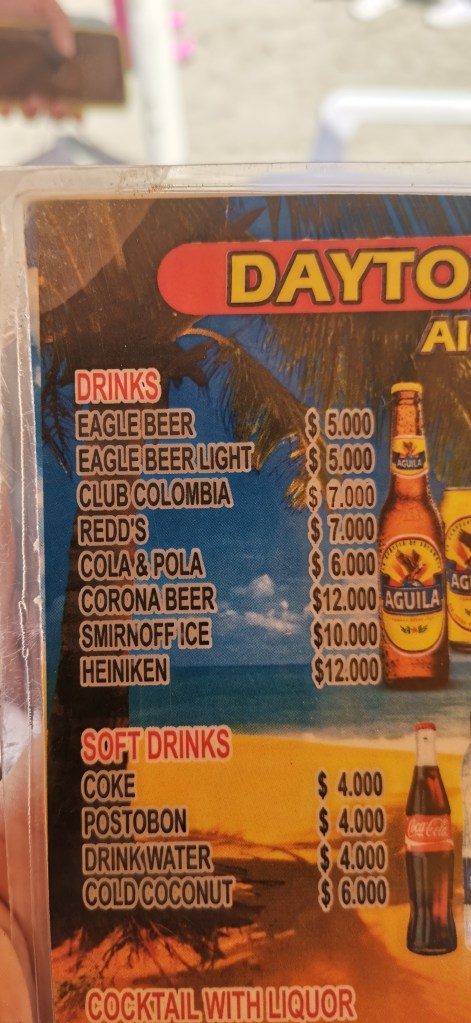 DAYTO
AI
DRINKS
EAGLE BEER $ 5.000
EAGLE BEER LIGHT $ 5.000
CLUB COLOMBIA $ 7.000
REDD'S $ 7.000
COLA & POLA $ 6.000
CORONA BEER $12.000
SMIRNOFF ICE $10.000
HEINIKEN $12.000
AGUILA
AGUILA
SOFT DRINKS
COKE $ 4.000
POSTOBON $ 4.000
DRINK WATER $ 4.000
COLD COCONUT $ 6.000
Coca-Cola
COCKTAIL WITH LIQUOR